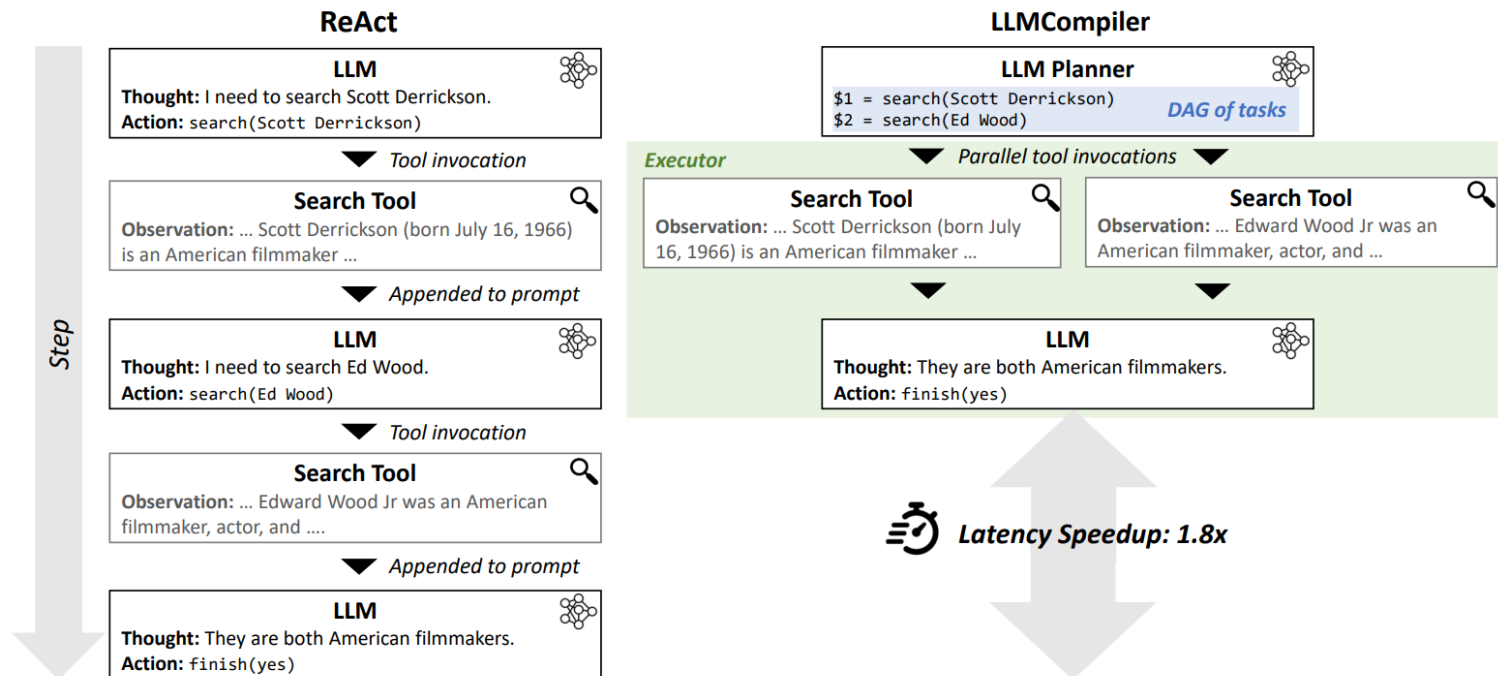 ReAct
LLM
Thought: I need to search Scott Derrickson.
Action: search(Scott Derrickson)
Tool invocation
Search Tool
Observation: ... Scott Derrickson (born July 16, 1966)
is an American filmmaker ...
Appended to prompt
LLM
Thought: I need to search Ed Wood.
Action: search(Ed Wood)
Tool invocation
Search Tool
Observation: ... Edward Wood Jr was an American
filmmaker, actor, and ....
Appended to prompt
LLM
Thought: They are both American filmmakers.
Action: finish(yes)
Step
LLMCompiler
LLM Planner
$1 = search(Scott Derrickson)
$2 = search(Ed Wood)
DAG of tasks
Executor
Parallel tool invocations
Search Tool
Observation: ... Scott Derrickson (born July
16, 1966) is an American filmmaker ...
Search Tool
Observation: ... Edward Wood Jr was an
American filmmaker, actor, and ...
LLM
Thought: They are both American filmmakers.
Action: finish(yes)
Latency Speedup: 1.8x